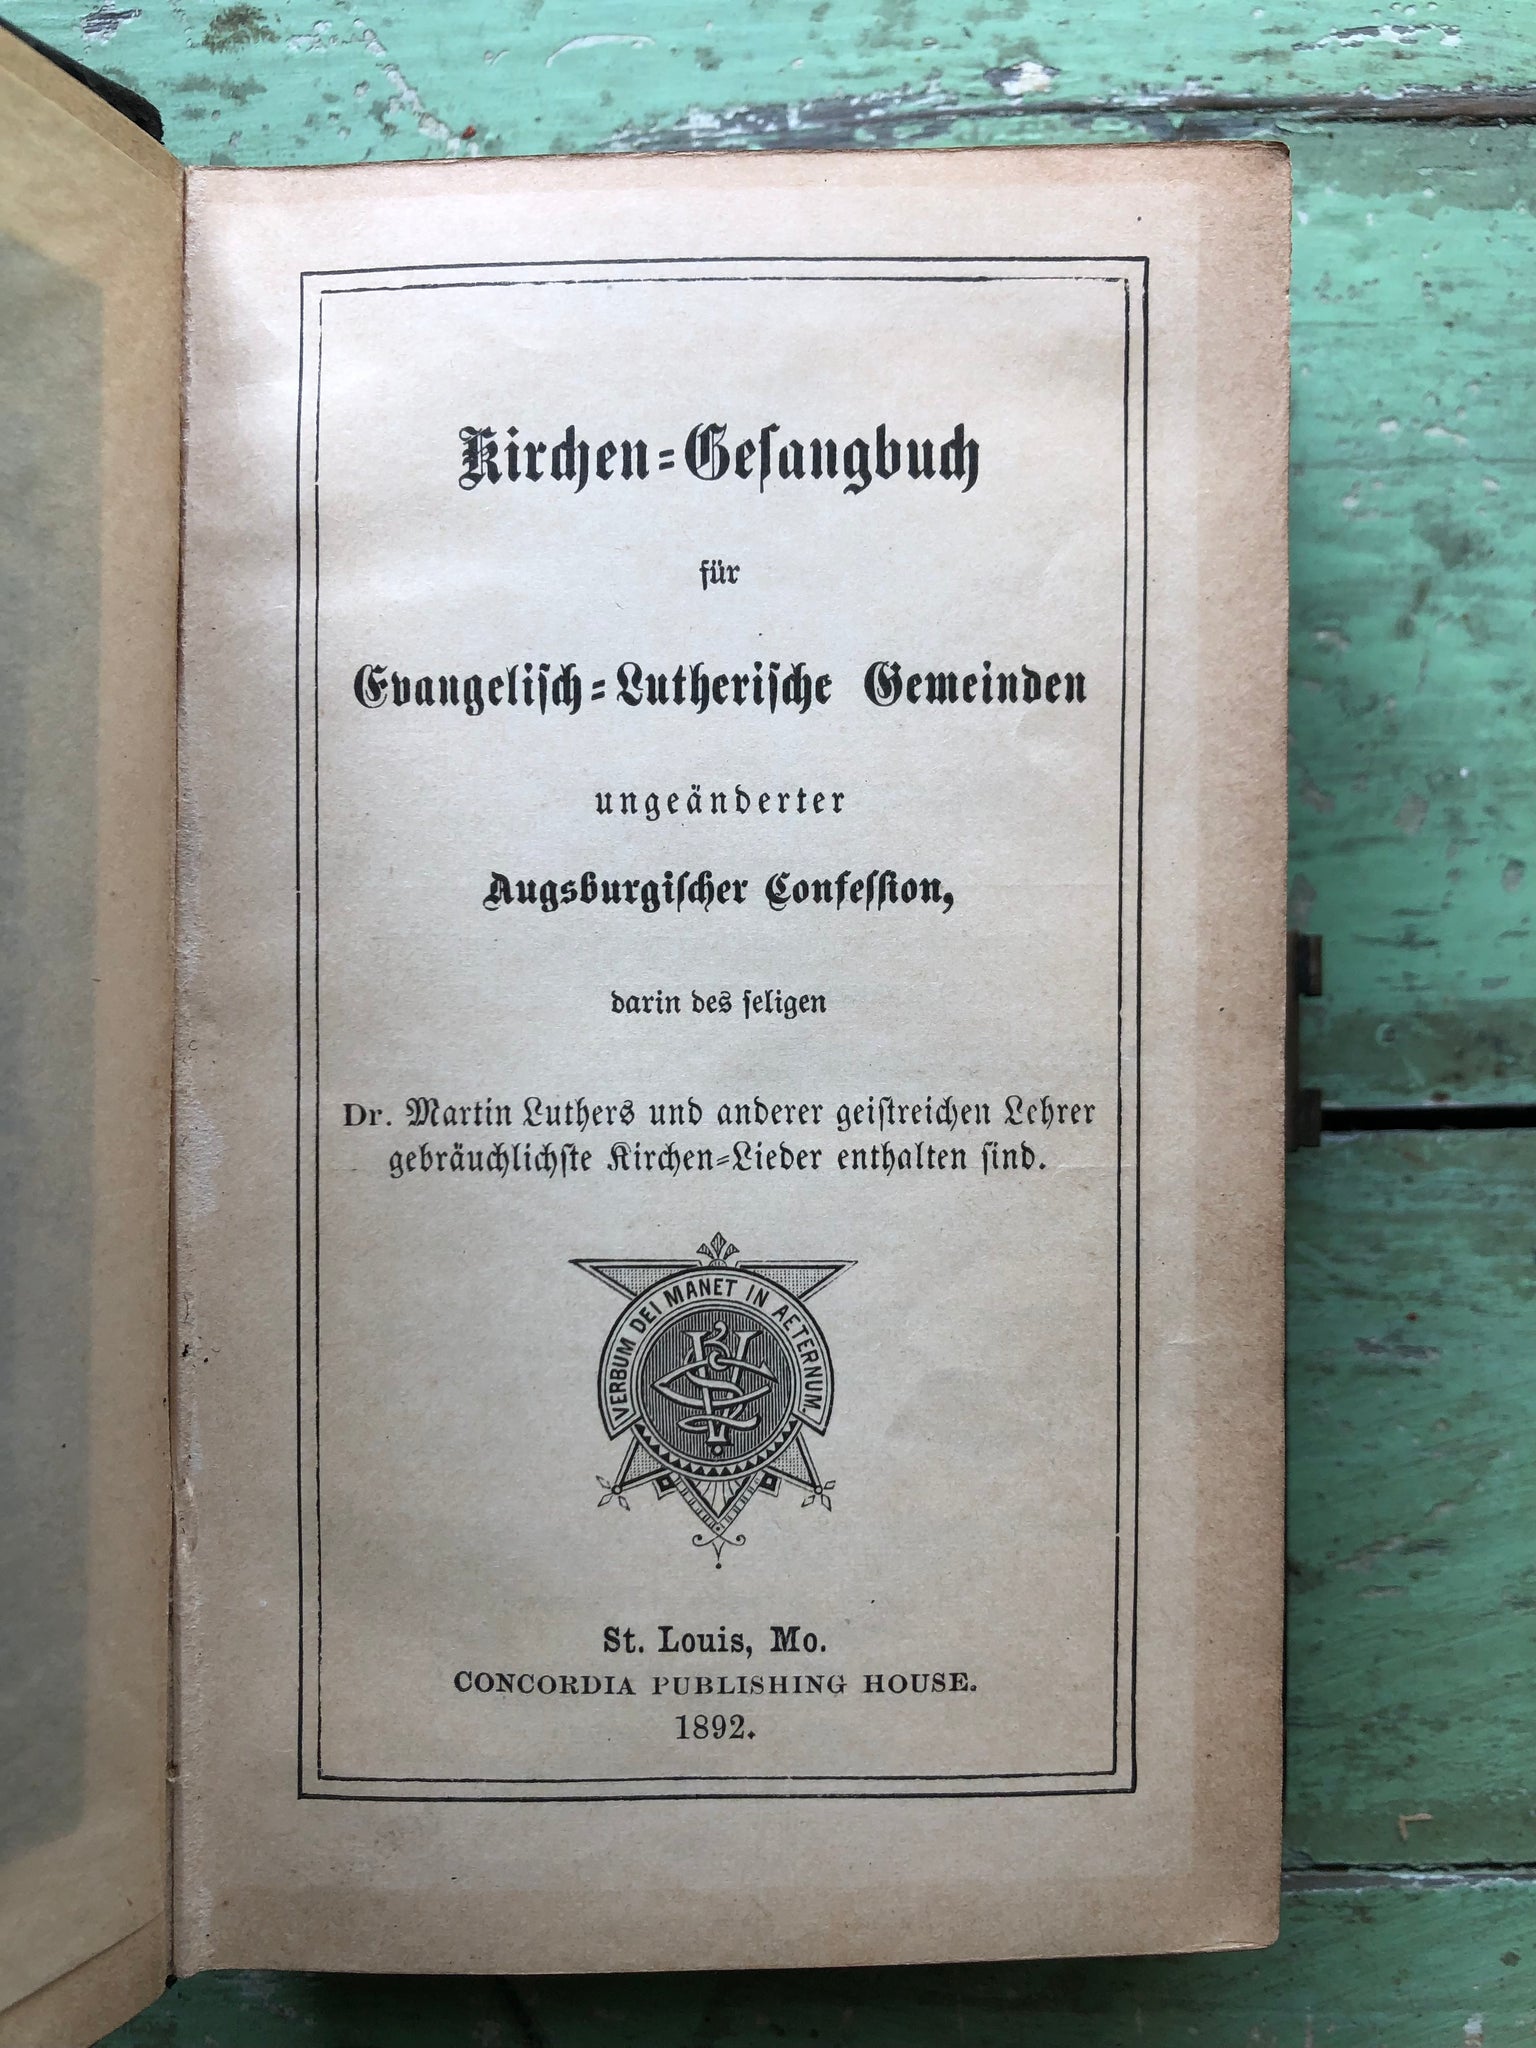 Kirchen=Gesangbuch
für
Evangelisch=Lutherische Gemeinden
ungeänderter
Augsburgischer Confession,
darin des seligen
Dr. Martin Luthers und anderer geistreichen Lehrer
gebräuchlichste Kirchen=Lieder enthalten sind.
VERBUM DEI MANET IN AETERNUM.
St. Louis, Mo.
CONCORDIA PUBLISHING HOUSE.
1892.